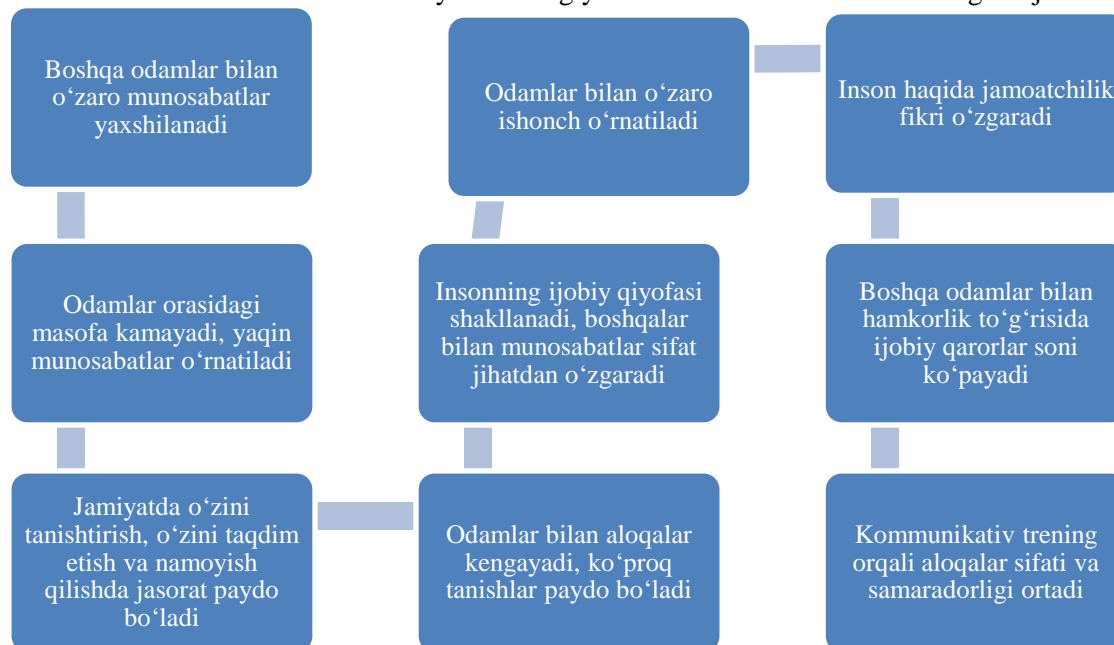 Boshqa odamlar bilan
o‘zaro munosabatlar
yaxshilanadi
Odamlar orasidagi
masofa kamayadi, yaqin
munosabatlar o‘rnatiladi
Jamiyatda o‘zini
tanishtirish, o‘zini taqdim
etish va namoyish
qilishda jasorat paydo
bo‘ladi
Odamlar bilan aloqalar
kengayadi, ko‘proq
tanishlar paydo bo‘ladi
Insonning ijobiy qiyofasi
shakllanadi, boshqalar
bilan munosabatlar sifat
jihatdan o‘zgaradi
Odamlar bilan o‘zaro
ishonch o‘rnatiladi
Inson haqida jamoatchilik
fikri o‘zgaradi
Boshqa odamlar bilan
hamkorlik to‘g‘risida
ijobiy qarorlar soni
ko‘payadi
Kommunikativ trening
orqali aloqalar sifati va
samaradorligi ortadi